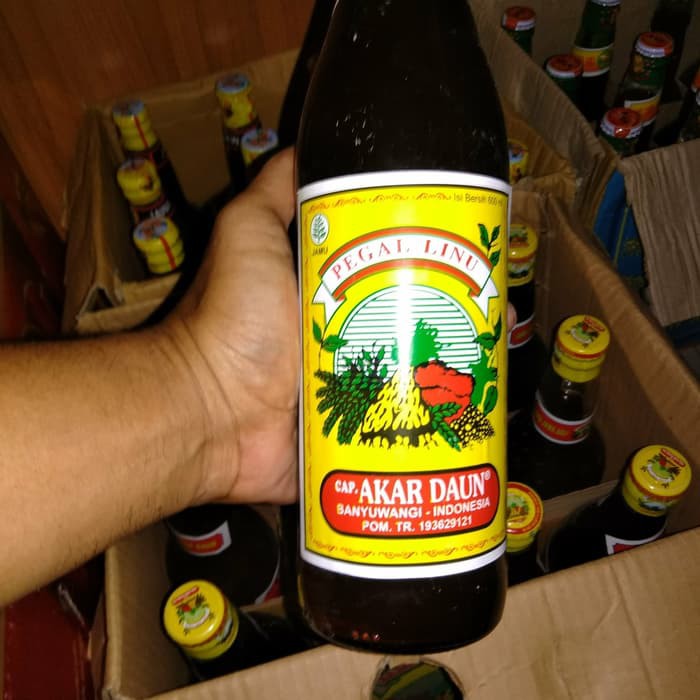 Isi Bersih 600 ml
JAMU
PEGAL LINU
CAP. AKAR DAUN®
BANYUWANGI - INDONESIA
POM. TR. 193629121